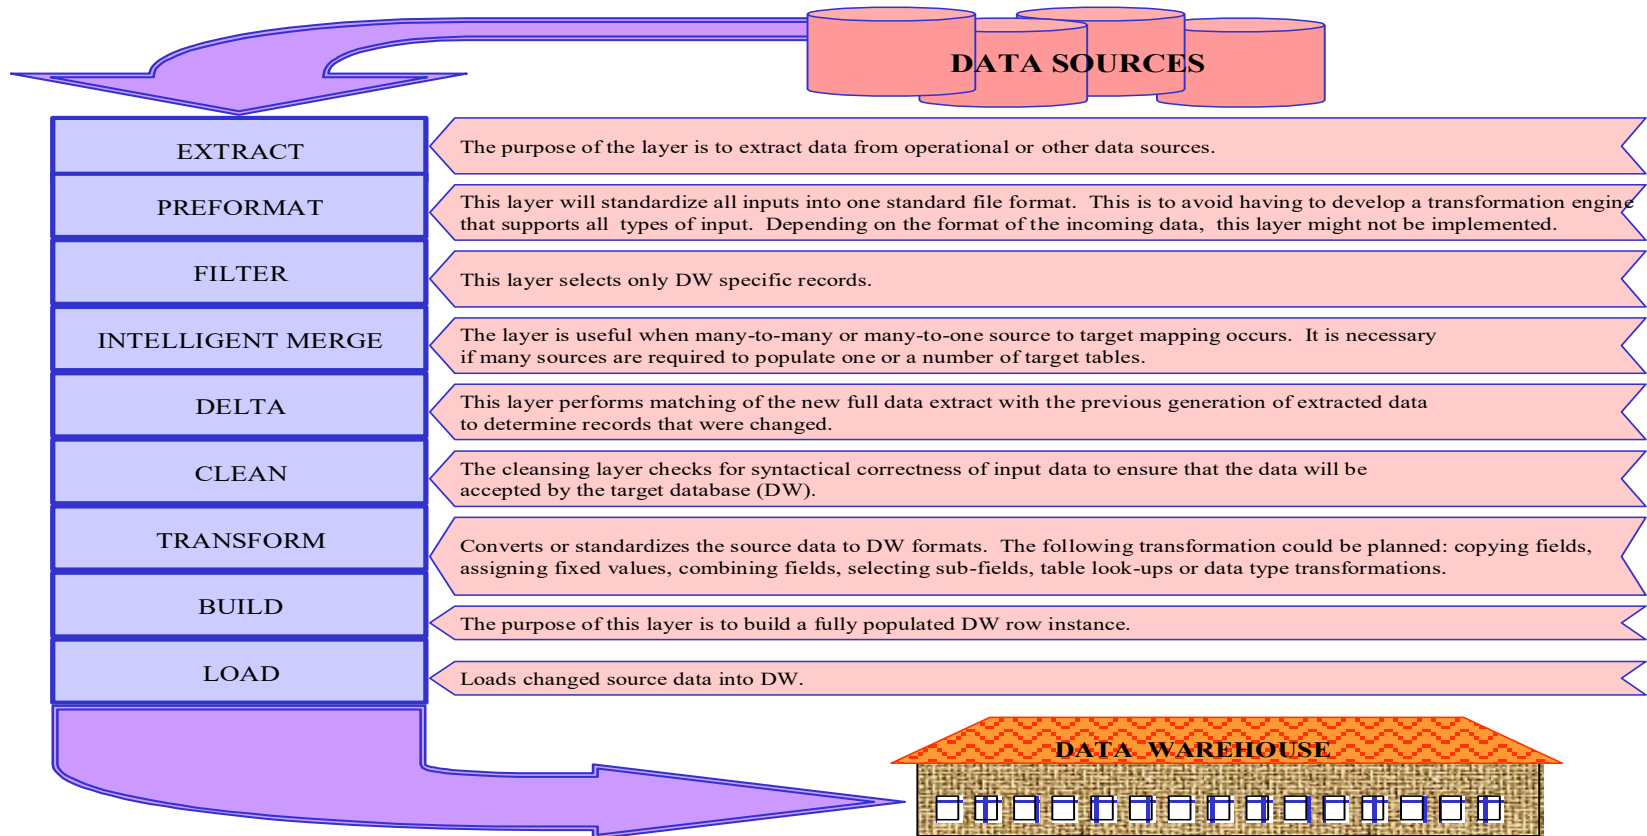 DATA SOURCES
EXTRACT
The purpose of the layer is to extract data from operational or other data sources.
PREFORMAT
This layer will standardize all inputs into one standard file format.  This is to avoid having to develop a transformation engine
that supports all  types of input.  Depending on the format of the incoming data,  this layer might not be implemented.
FILTER
This layer selects only DW specific records.
INTELLIGENT MERGE
The layer is useful when many-to-many or many-to-one source to target mapping occurs.  It is necessary
if many sources are required to populate one or a number of target tables.
DELTA
This layer performs matching of the new full data extract with the previous generation of extracted data
to determine records that were changed.
CLEAN
The cleansing layer checks for syntactical correctness of input data to ensure that the data will be
accepted by the target database (DW).
TRANSFORM
Converts or standardizes the source data to DW formats.  The following transformation could be planned: copying fields,
assigning fixed values, combining fields, selecting sub-fields, table look-ups or data type transformations.
BUILD
The purpose of this layer is to build a fully populated DW row instance.
LOAD
Loads changed source data into DW.
DATA  WAREHOUSE